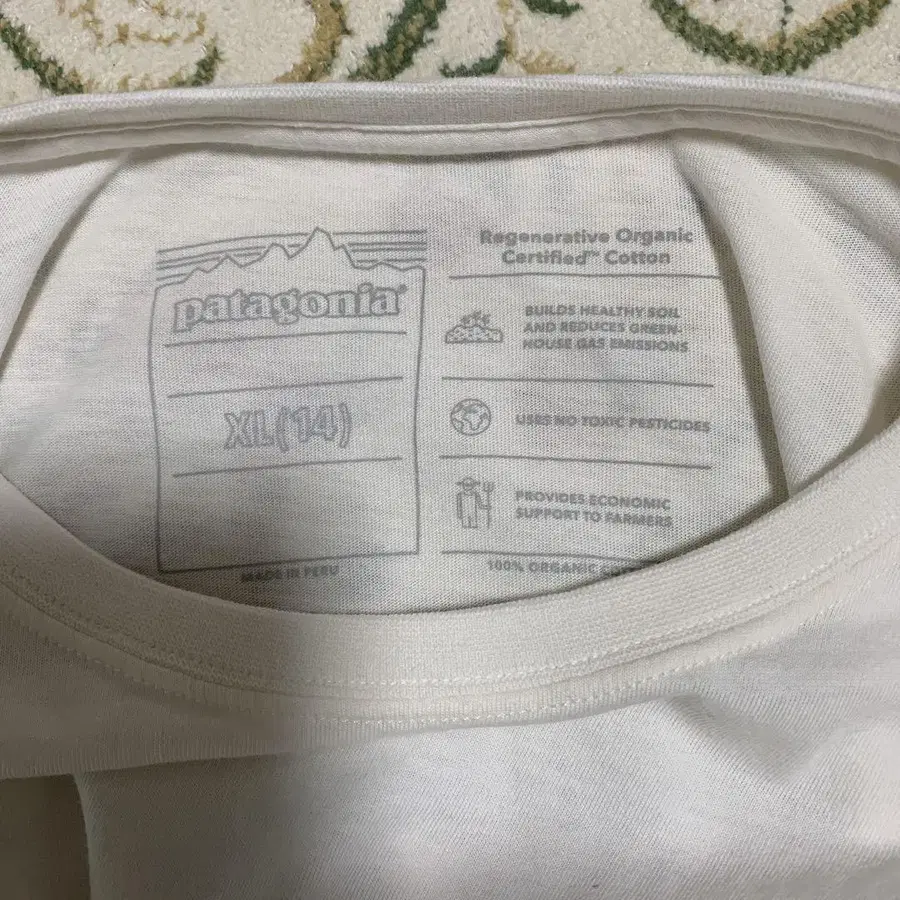 patagonia®
XL(14)
MADE IN PERU
Regenerative Organic
Certified™ Cotton
BUILDS HEALTHY SOIL
AND REDUCES GREEN-
HOUSE GAS EMISSIONS
USES NO TOXIC PESTICIDES
PROVIDES ECONOMIC
SUPPORT TO FARMERS
100% ORGANIC